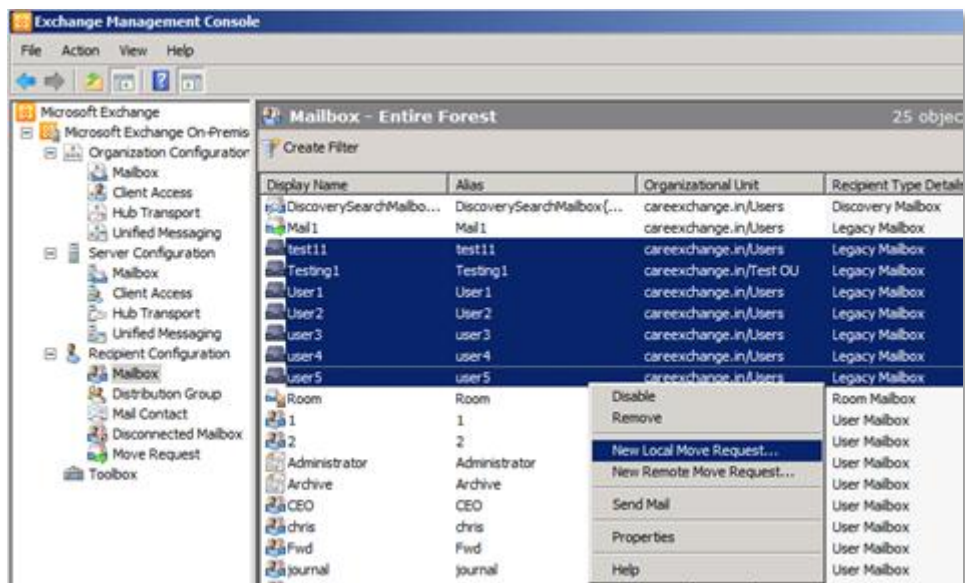 Exchange Management Console
File Action View Help
Microsoft Exchange
Microsoft Exchange On-Premis
Organization Configuration
Mailbox
Client Access
Hub Transport
Unified Messaging
Server Configuration
Mailbox
Client Access
Hub Transport
Unified Messaging
Recipient Configuration
Mailbox
Distribution Group
Mail Contact
Disconnected Mailbox
Move Request
Toolbox
Mailbox - Entire Forest 25 objec
Create Filter
Display Name Alias Organizational Unit Recipient Type Details
DiscoverySearchMailbo... DiscoverySearchMailbox{... careexchange.in/Users Discovery Mailbox
Mail1 Mail1 careexchange.in/Users Legacy Mailbox
test11 test11 careexchange.in/Users Legacy Mailbox
Testing1 Testing1 careexchange.in/Test OU Legacy Mailbox
User1 User1 careexchange.in/Users Legacy Mailbox
User2 User2 careexchange.in/Users Legacy Mailbox
user3 user3 careexchange.in/Users Legacy Mailbox
user4 user4 careexchange.in/Users Legacy Mailbox
user5 user5 careexchange.in/Users Legacy Mailbox
Room Room Room Mailbox
1 1 User Mailbox
2 2 User Mailbox
Administrator Administrator User Mailbox
Archive Archive User Mailbox
CEO CEO User Mailbox
chris chris User Mailbox
Fwd Fwd User Mailbox
journal journal User Mailbox
Disable
Remove
New Local Move Request...
New Remote Move Request...
Send Mail
Properties
Help